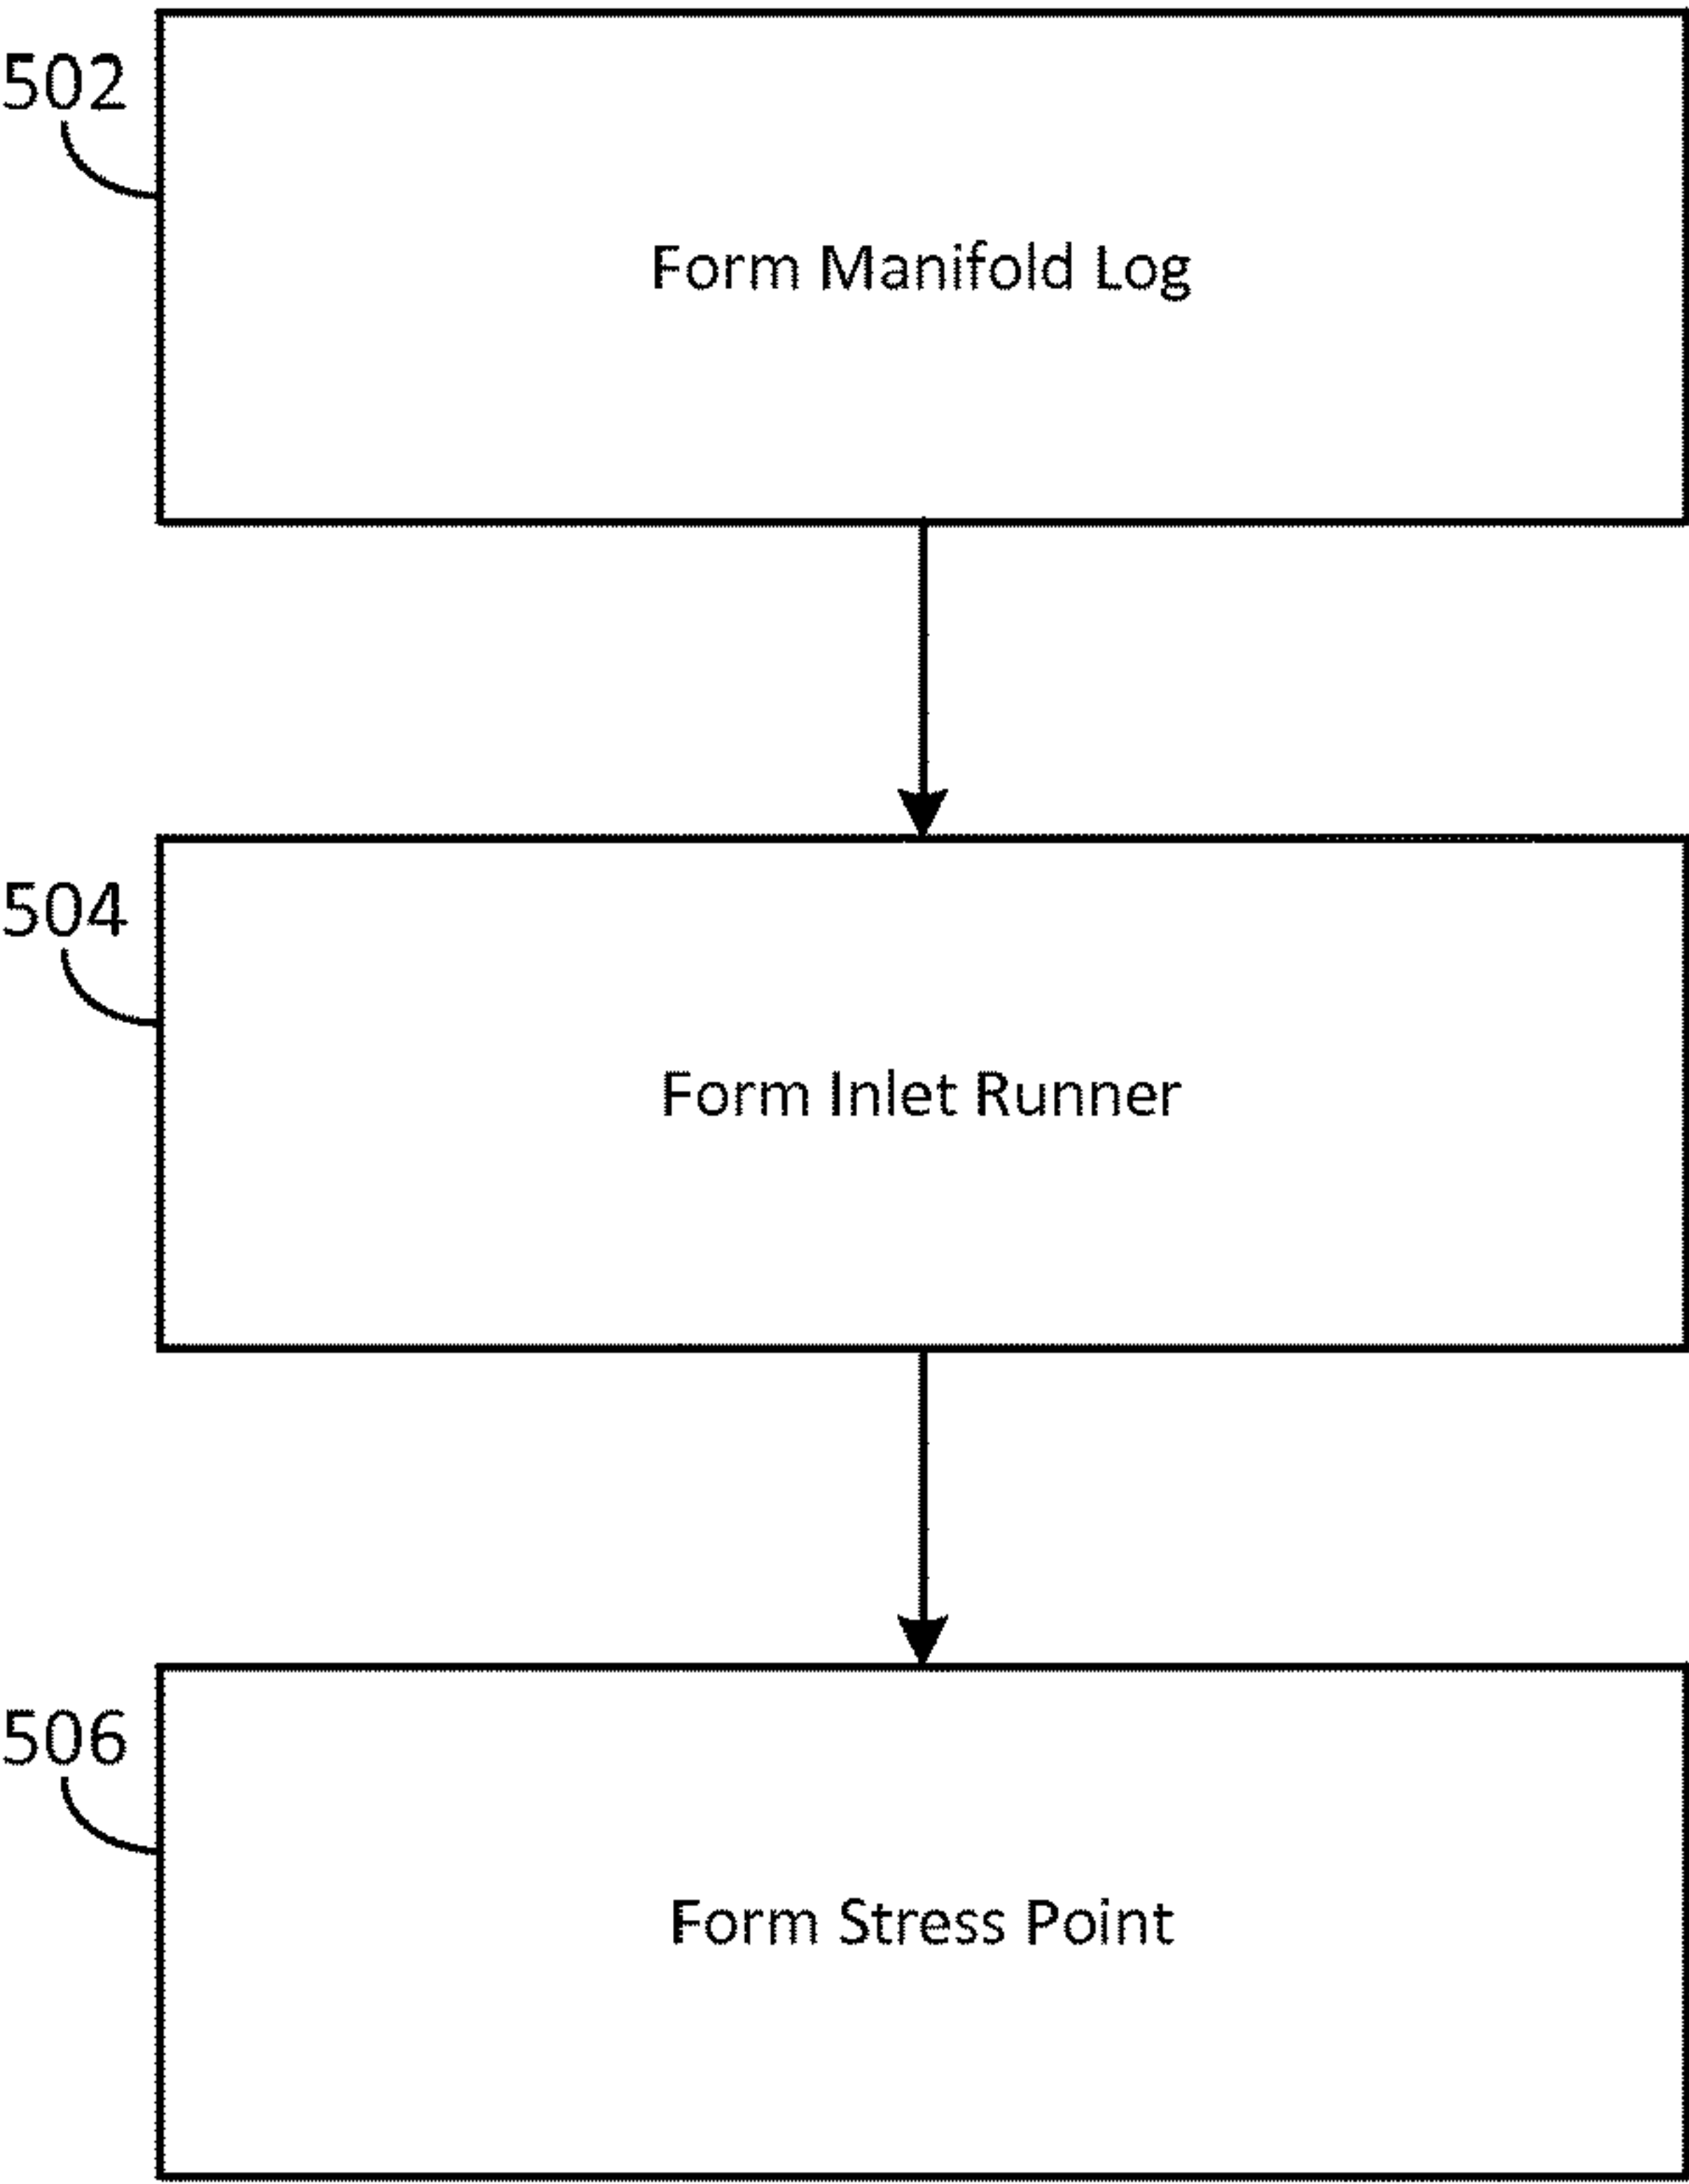 502
Form Manifold Log
504
Form Inlet Runner
506
Form Stress Point